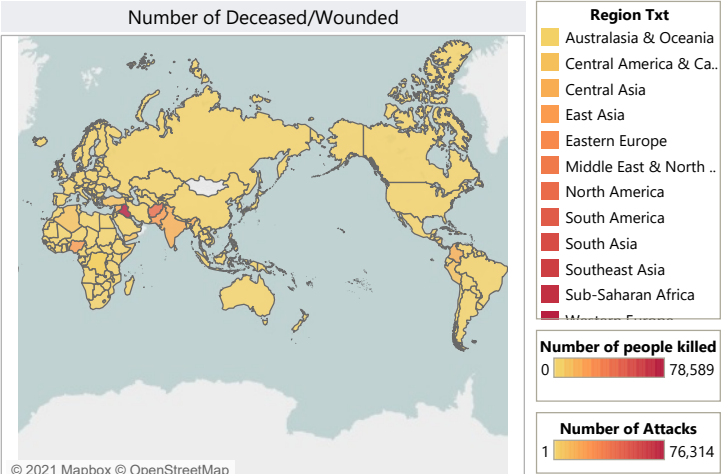 Number of Deceased/Wounded
© 2021 Mapbox © OpenStreetMap
Region Txt
Australasia & Oceania
Central America & Ca..
Central Asia
East Asia
Eastern Europe
Middle East & North ..
North America
South America
South Asia
Southeast Asia
Sub-Saharan Africa
Western Europe
Number of people killed
0 78,589
Number of Attacks
1 76,314